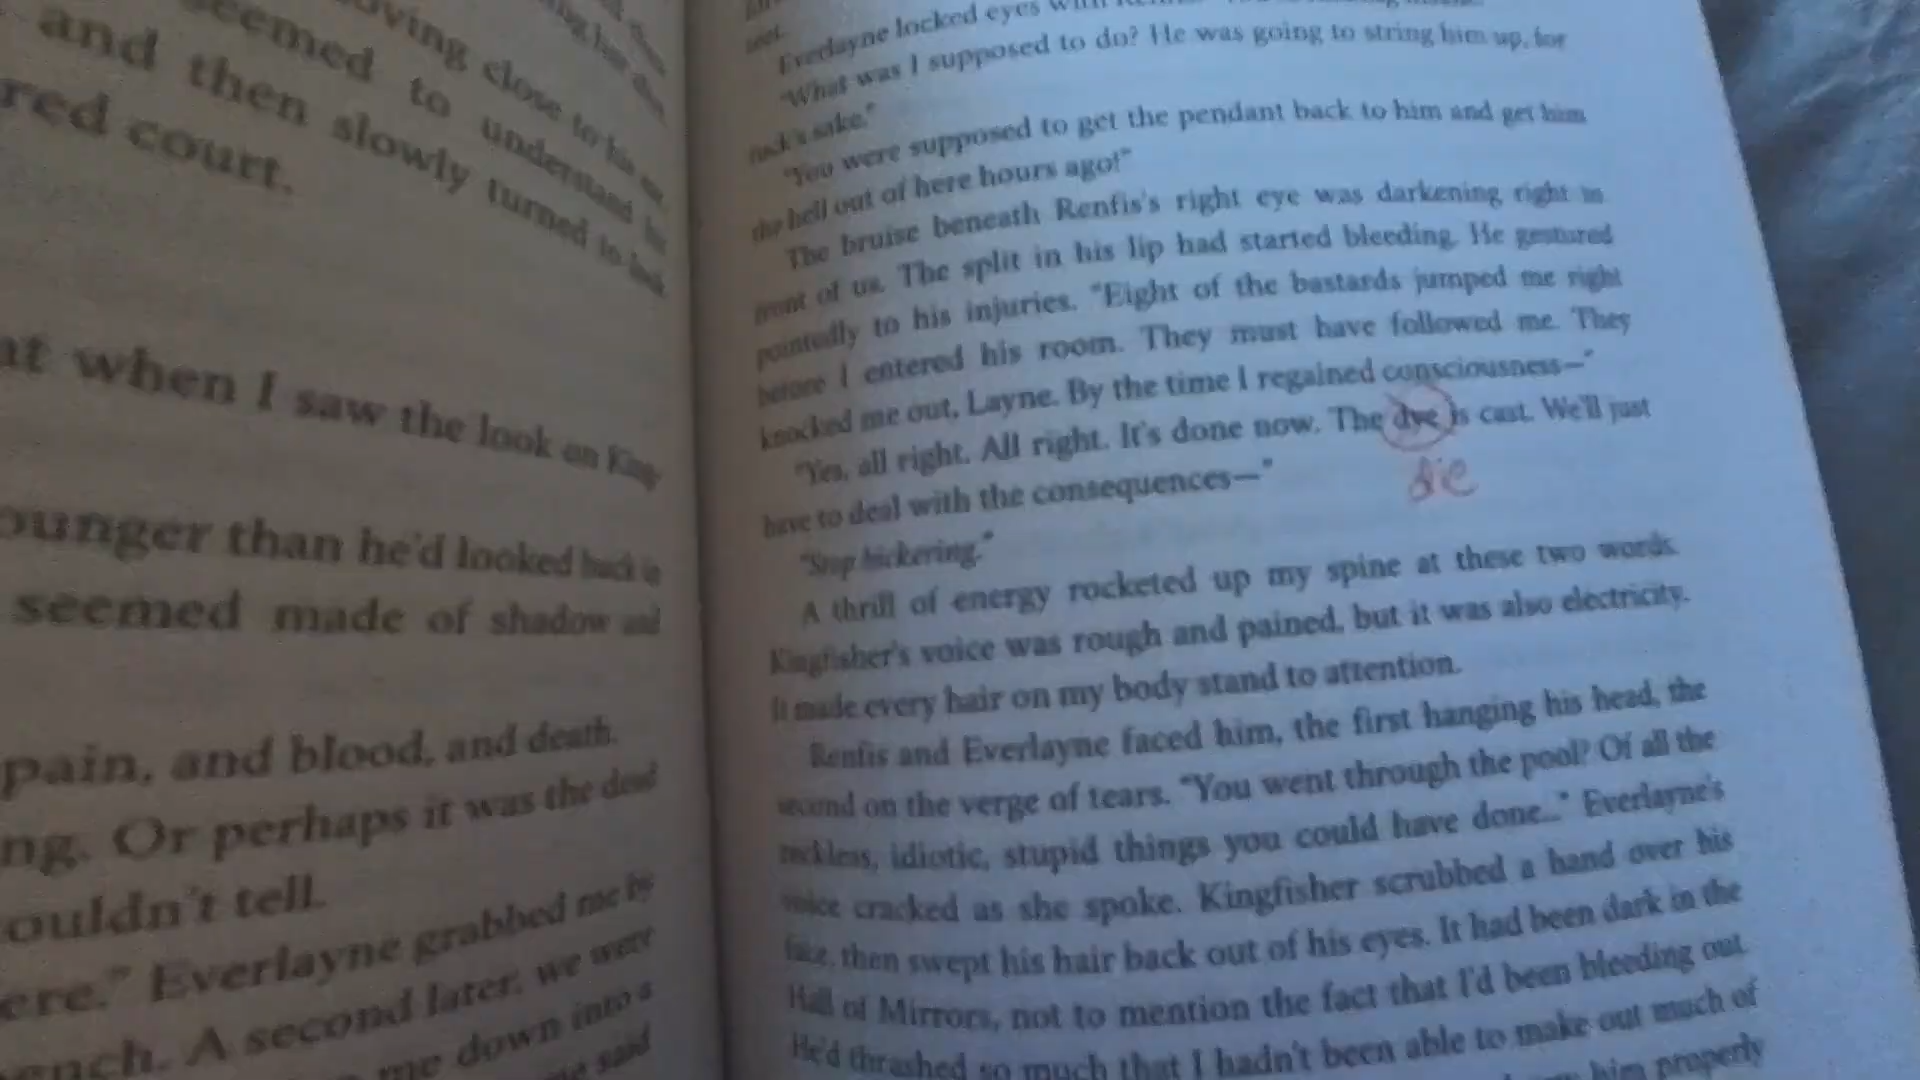 seemed to understand
oving close to his
and then slowly turned to look
red court.
at when I saw the look on King-
ounger than he'd looked back in
seemed made of shadow and
pain, and blood, and death.
ng. Or perhaps it was the dead
ouldn't tell.
ere." Everlayne grabbed me by
ench. A second later, we were
me down into a
said
Everlayne locked eyes with
"What was I supposed to do? He was going to string him up, for
fuck's sake."
"You were supposed to get the pendant back to him and get him
the hell out of here hours ago!"
The bruise beneath Renfis's right eye was darkening right in
front of us. The split in his lip had started bleeding. He gestured
pointedly to his injuries. "Eight of the bastards jumped me right
before I entered his room. They must have followed me. They
knocked me out, Layne. By the time I regained consciousness—"
"Yes, all right. All right. It's done now. The dye is cast. We'll just
die
have to deal with the consequences—"
"Stop bickering."
A thrill of energy rocketed up my spine at these two words.
Kingfisher's voice was rough and pained, but it was also electricity.
It made every hair on my body stand to attention.
Renfis and Everlayne faced him, the first hanging his head, the
second on the verge of tears. "You went through the pool? Of all the
reckless, idiotic, stupid things you could have done..." Everlayne's
voice cracked as she spoke. Kingfisher scrubbed a hand over his
face, then swept his hair back out of his eyes. It had been dark in the
Hall of Mirrors, not to mention the fact that I'd been bleeding out.
He'd thrashed so much that I hadn't been able to make out much of
him properly